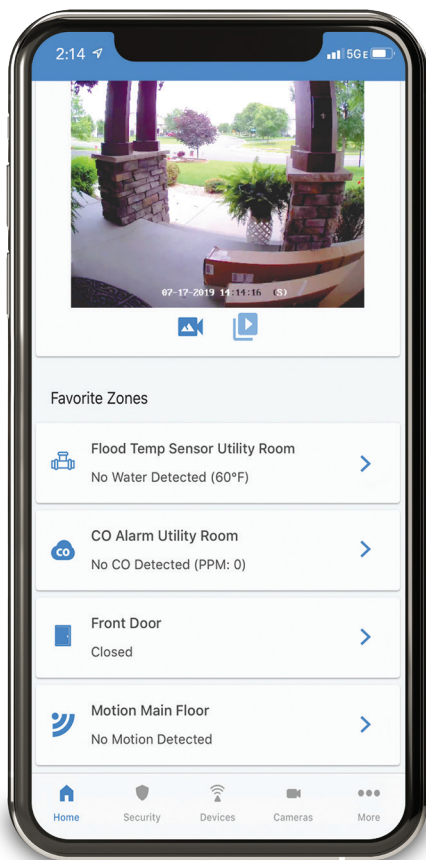 2:14
5GE
07-17-2019 14:14:16 (S)
Favorite Zones
Flood Temp Sensor Utility Room
No Water Detected (60°F)
CO Alarm Utility Room
CO
No CO Detected (PPM: 0)
Front Door
Closed
Motion Main Floor
No Motion Detected
Home
Security
Devices
Cameras
More